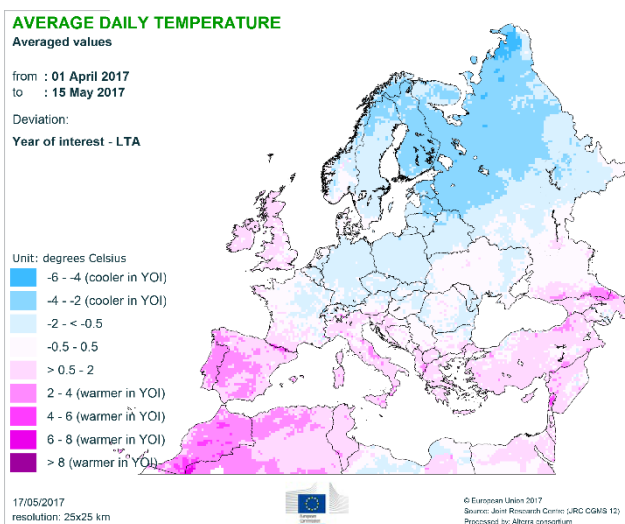 AVERAGE DAILY TEMPERATURE
Averaged values
from : 01 April 2017
to : 15 May 2017
Deviation:
Year of interest - LTA
Unit: degrees Celsius
-6 - -4 (cooler in YOI)
-4 - -2 (cooler in YOI)
-2 - < -0.5
-0.5 - 0.5
> 0.5 - 2
2 - 4 (warmer in YOI)
4 - 6 (warmer in YOI)
6 - 8 (warmer in YOI)
> 8 (warmer in YOI)
17/05/2017
resolution: 25x25 km
European
Commission
© European Union 2017
Source: Joint Research Centre (JRC CGMS 12)
Processed by: Alterra consortium